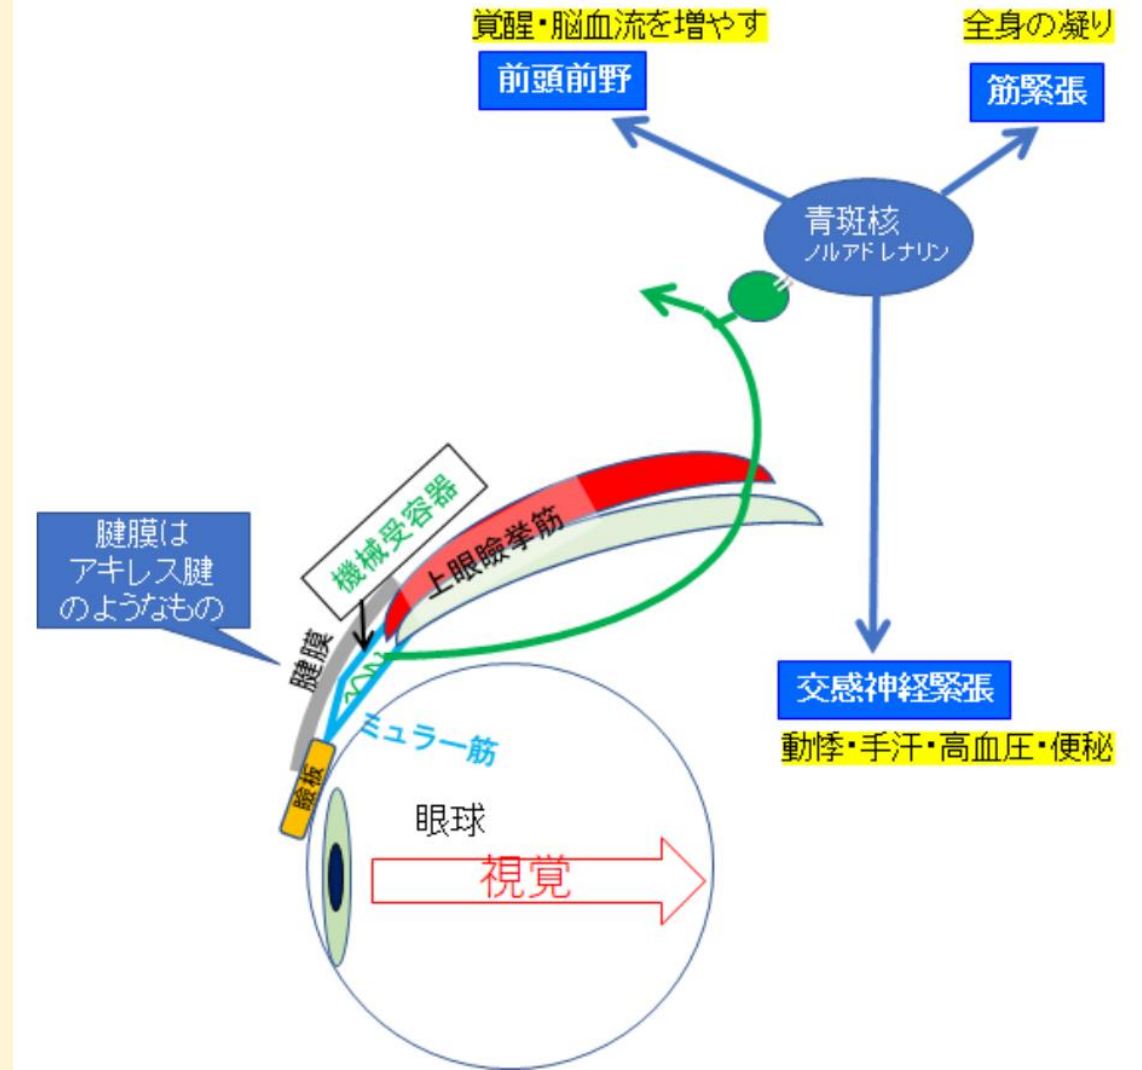 覚醒・脳血流を増やす
全身の凝り
前頭前野
筋緊張
青斑核
ノルアドレナリン
機械受容器
上眼瞼挙筋
腱膜は
アキレス腱
のようなもの
腱膜
ミュラー筋
瞼板
交感神経緊張
動悸・手汗・高血圧・便秘
眼球
視覚